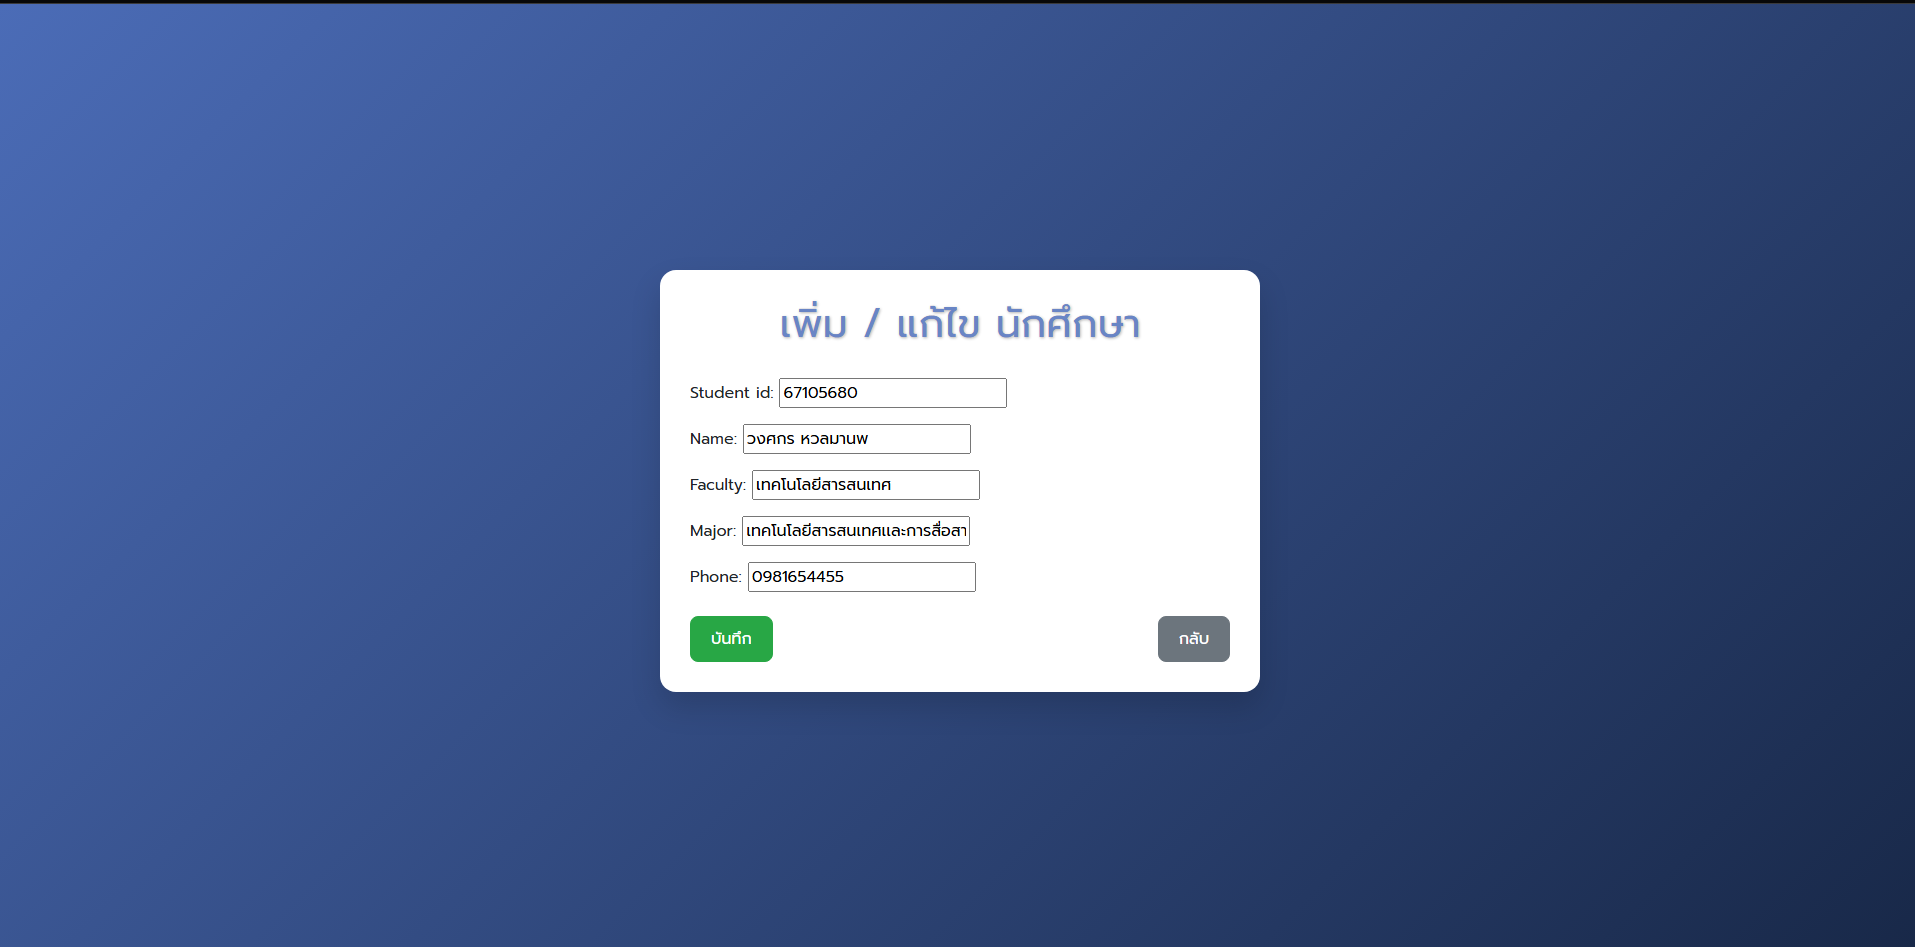 เพิ่ม / แก้ไข นักศึกษา
Student id: 67105680
Name: วงศกร หวลมานพ
Faculty: เทคโนโลยีสารสนเทศ
Major: เทคโนโลยีสารสนเทศและการสื่อสา
Phone: 0981654455
บันทึก กลับ